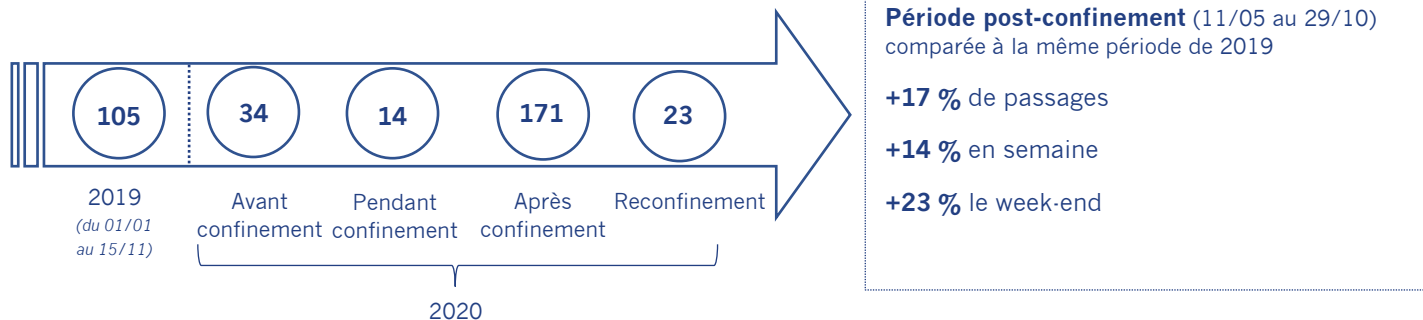 105
34
14
171
23
2019
(du 01/01
au 15/11)
Avant
confinement
Pendant
confinement
Après
confinement
Reconfinement
2020
Période post-confinement (11/05 au 29/10)
comparée à la même période de 2019
+17 % de passages
+14 % en semaine
+23 % le week-end